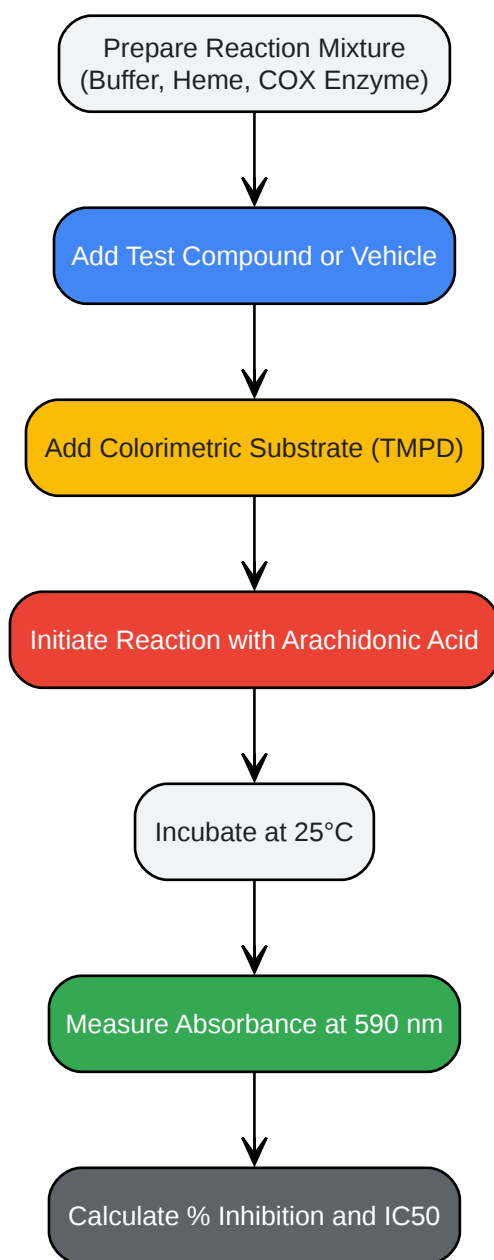 Prepare Reaction Mixture
(Buffer, Heme, COX Enzyme)
Add Test Compound or Vehicle
Add Colorimetric Substrate (TMPD)
Initiate Reaction with Arachidonic Acid
Incubate at 25°C
Measure Absorbance at 590 nm
Calculate % Inhibition and IC50